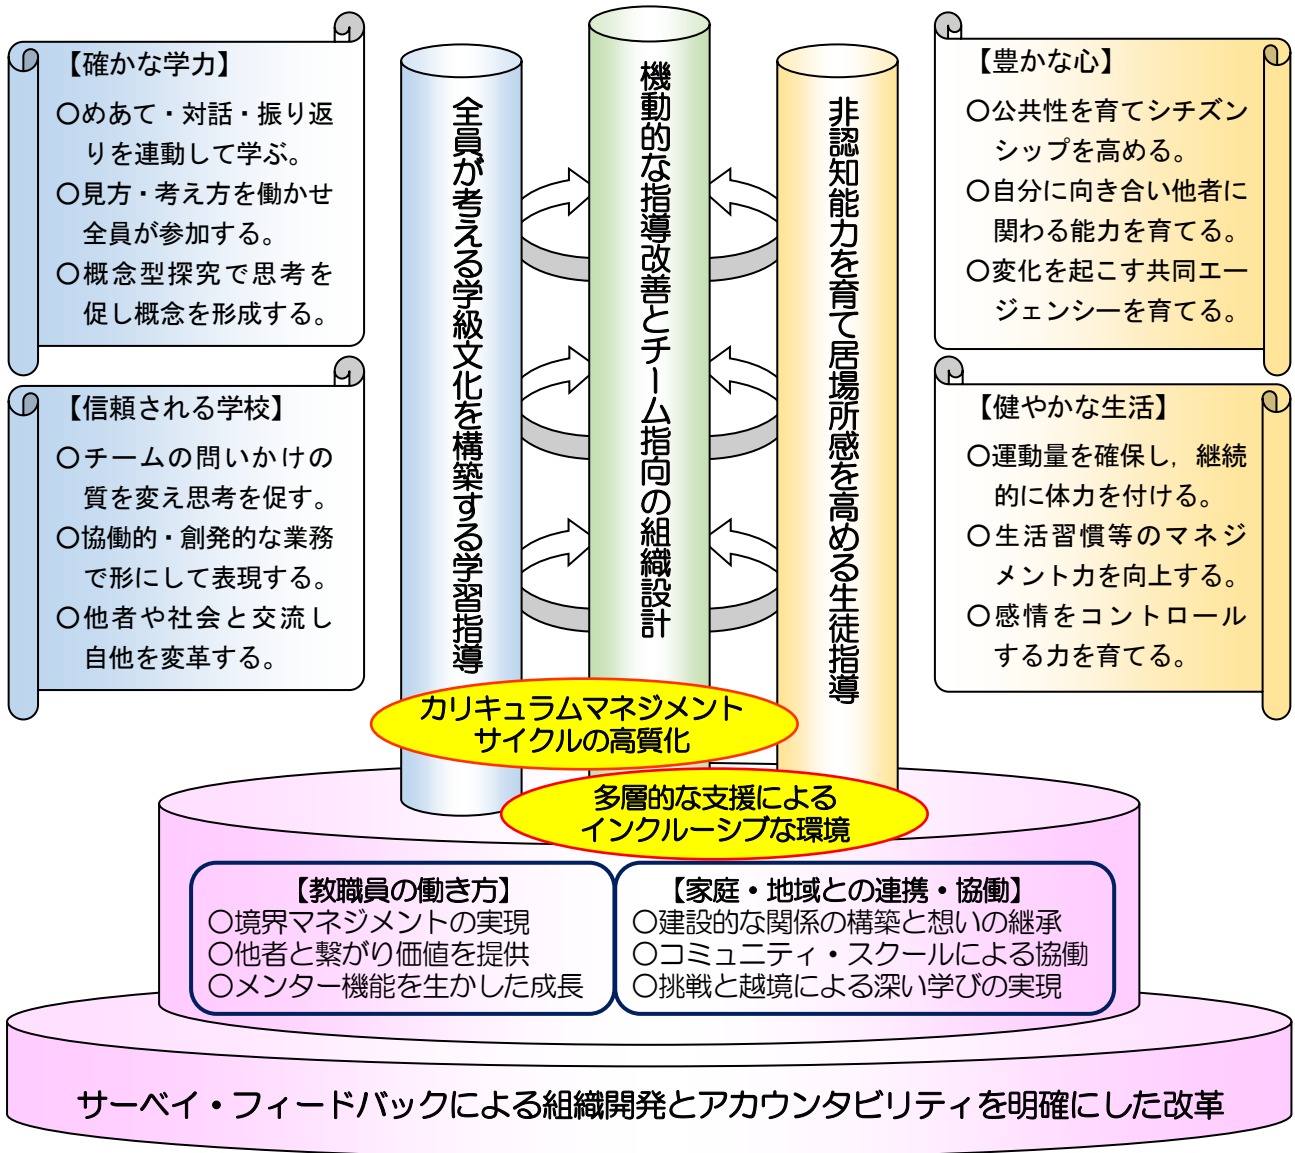 【確かな学力】
〇めあて・対話・振り返
りを連動して学ぶ。
〇見方・考え方を働かせ
全員が参加する。
〇概念型探究で思考を
促し概念を形成する。
【信頼される学校】
〇チームの問いかけの
質を変え思考を促す。
〇協働的・創発的な業務
で形にして表現する。
〇他者や社会と交流し
自他を変革する。
全員が考える学級文化を構築する学習指導
機動的な指導改善とチーム指向の組織設計
非認知能力を育て居場所感を高める生徒指導
【豊かな心】
〇公共性を育てシチズン
シップを高める。
〇自分に向き合い他者に
関わる能力を育てる。
〇変化を起こす共同エー
ジェンシーを育てる。
【健やかな生活】
〇運動量を確保し，継続
的に体力を付ける。
〇生活習慣等のマネジ
メント力を向上する。
〇感情をコントロール
する力を育てる。
カリキュラムマネジメント
サイクルの高質化
多層的な支援による
インクルーシブな環境
【教職員の働き方】
〇境界マネジメントの実現
〇他者と繋がり価値を提供
〇メンター機能を生かした成長
【家庭・地域との連携・協働】
〇建設的な関係の構築と想いの継承
〇コミュニティ・スクールによる協働
〇挑戦と越境による深い学びの実現
サーベイ・フィードバックによる組織開発とアカウンタビリティを明確にした改革